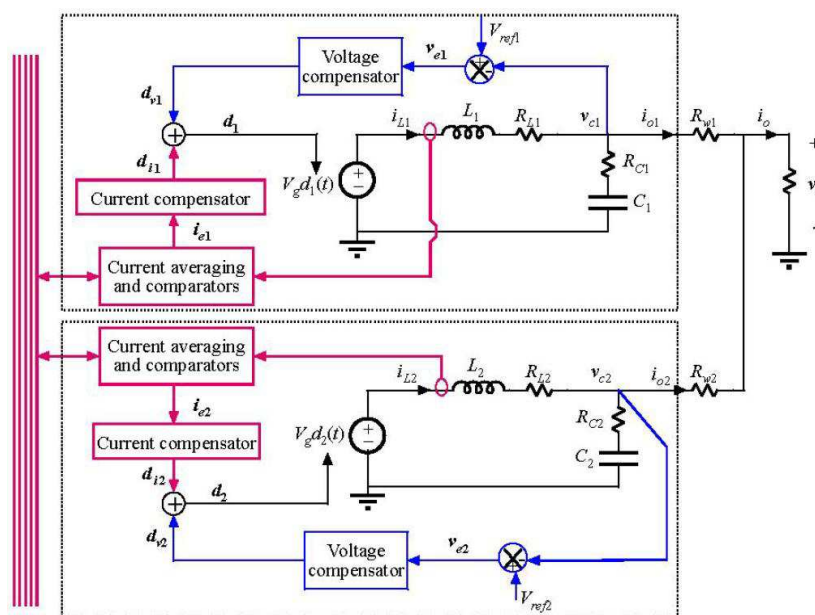 V_ref1
Voltage
compensator
v_e1
d_v1
d_1
d_i1
i_L1
L_1
R_L1
v_c1
i_o1
R_w1
i_o
+
v
-
R_C1
C_1
V_g d_1(t)
+
-
Current compensator
i_e1
Current averaging
and comparators
Current averaging
and comparators
i_e2
Current compensator
d_i2
d_2
d_v2
i_L2
L_2
R_L2
v_c2
i_o2
R_w2
R_C2
C_2
V_g d_2(t)
+
-
Voltage
compensator
v_e2
V_ref2